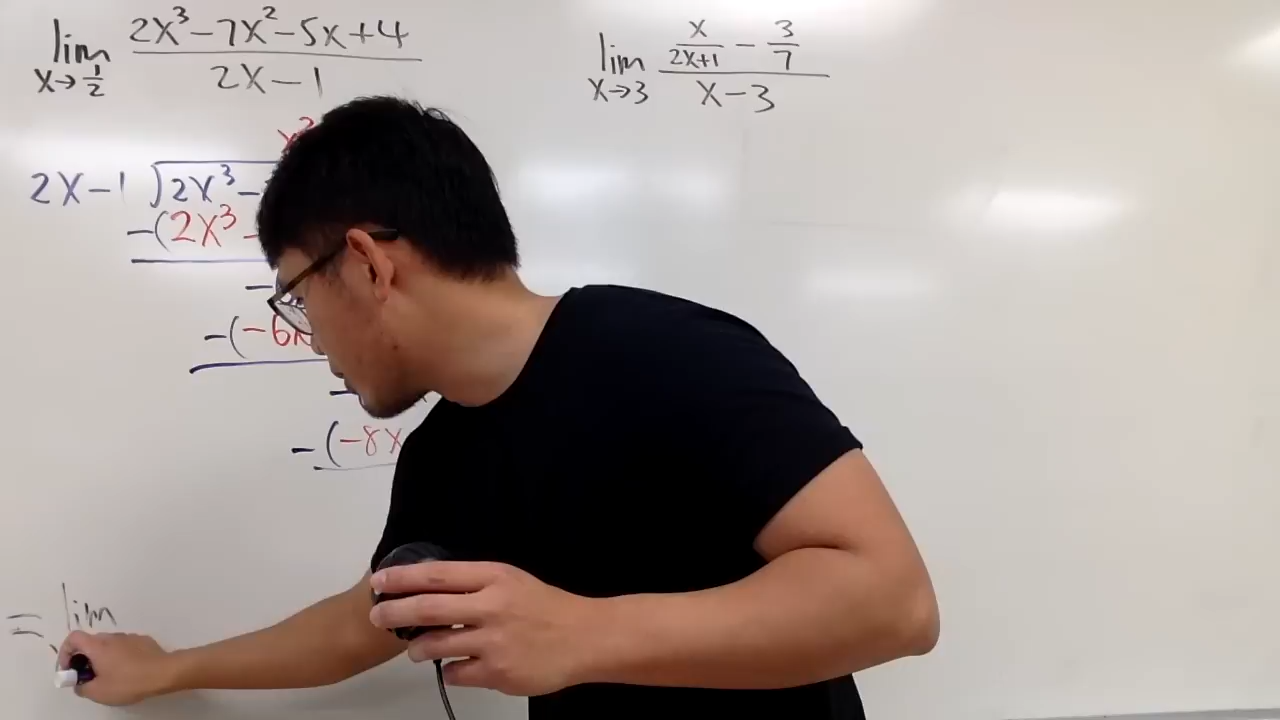 lim x→1/2 (2x³-7x²-5x+4)/(2x-1)
lim x→3 (x/(2x+1) - 3/7)/(x-3)
x²
2x-1 )2x³-
-(2x³-
-
-(-6x
-
-(-8x
= lim